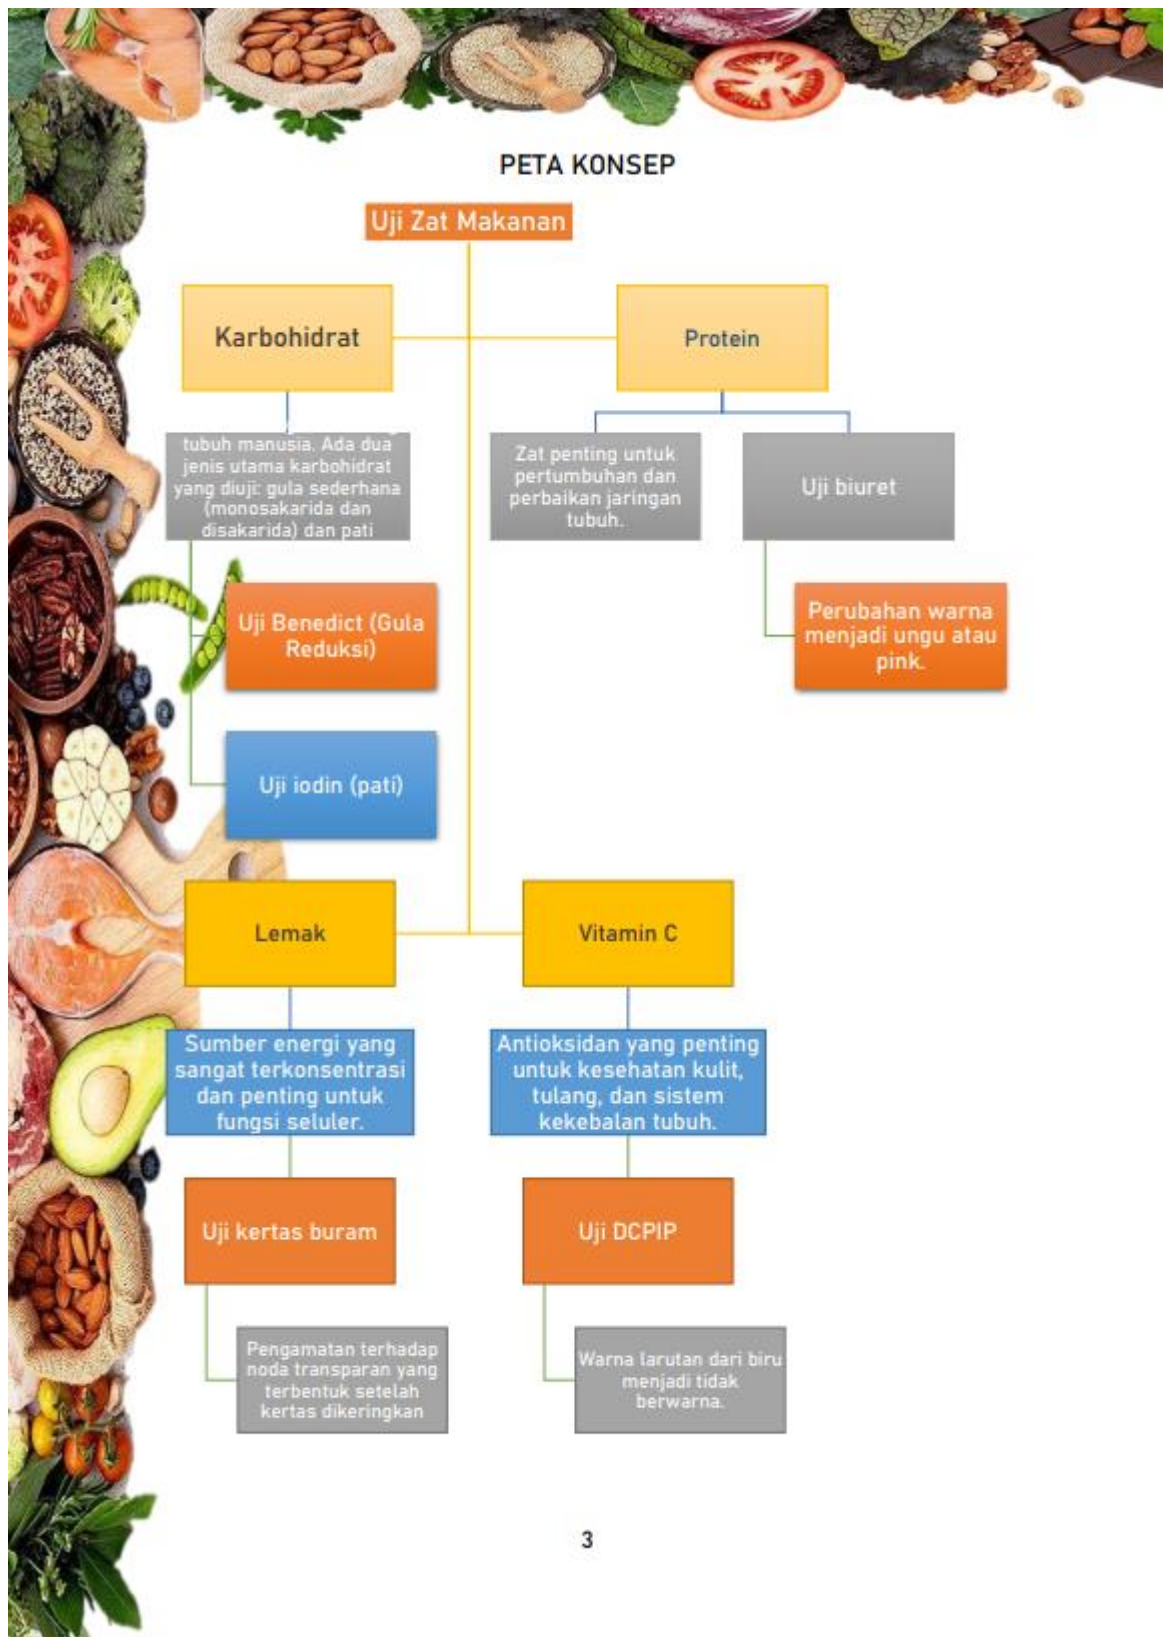 PETA KONSEP
Uji Zat Makanan
Karbohidrat
Protein
tubuh manusia. Ada dua
jenis utama karbohidrat
yang diuji: gula sederhana
(monosakarida dan
disakarida) dan pati
Zat penting untuk
pertumbuhan dan
perbaikan jaringan
tubuh.
Uji biuret
Uji Benedict (Gula
Reduksi)
Perubahan warna
menjadi ungu atau
pink.
Uji iodin (pati)
Lemak
Vitamin C
Sumber energi yang
sangat terkonsentrasi
dan penting untuk
fungsi seluler.
Antioksidan yang penting
untuk kesehatan kulit,
tulang, dan sistem
kekebalan tubuh.
Uji kertas buram
Uji DCPIP
Pengamatan terhadap
noda transparan yang
terbentuk setelah
kertas dikeringkan
Warna larutan dari biru
menjadi tidak
berwarna.
3